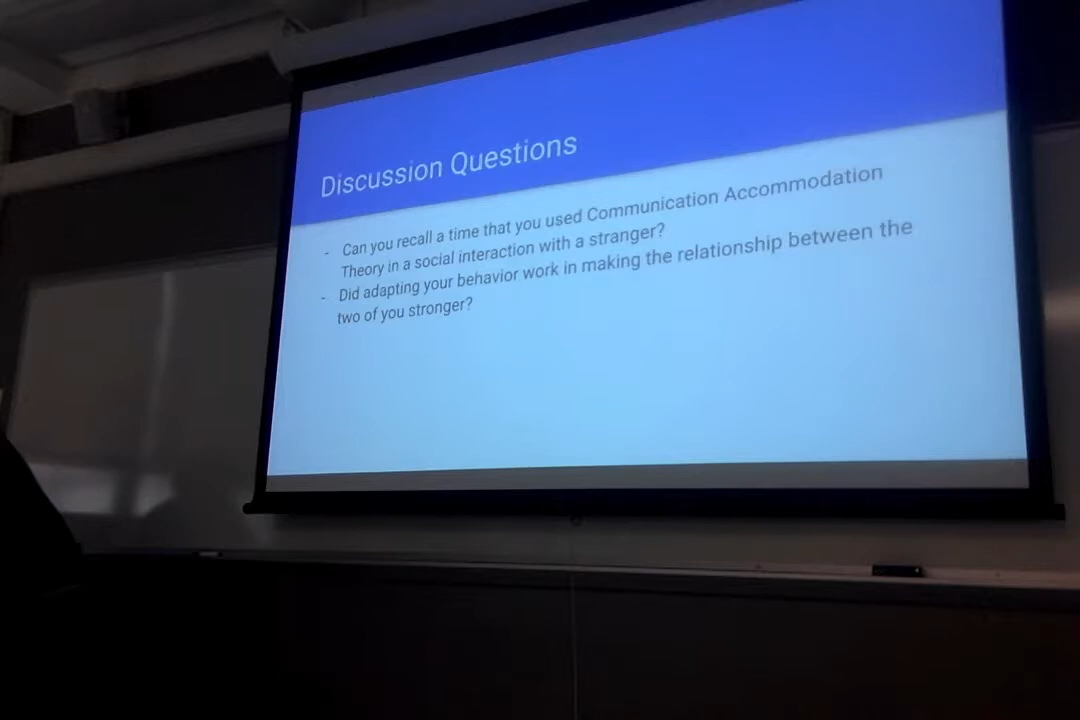 Discussion Questions
- Can you recall a time that you used Communication Accommodation
Theory in a social interaction with a stranger?
- Did adapting your behavior work in making the relationship between the
two of you stronger?